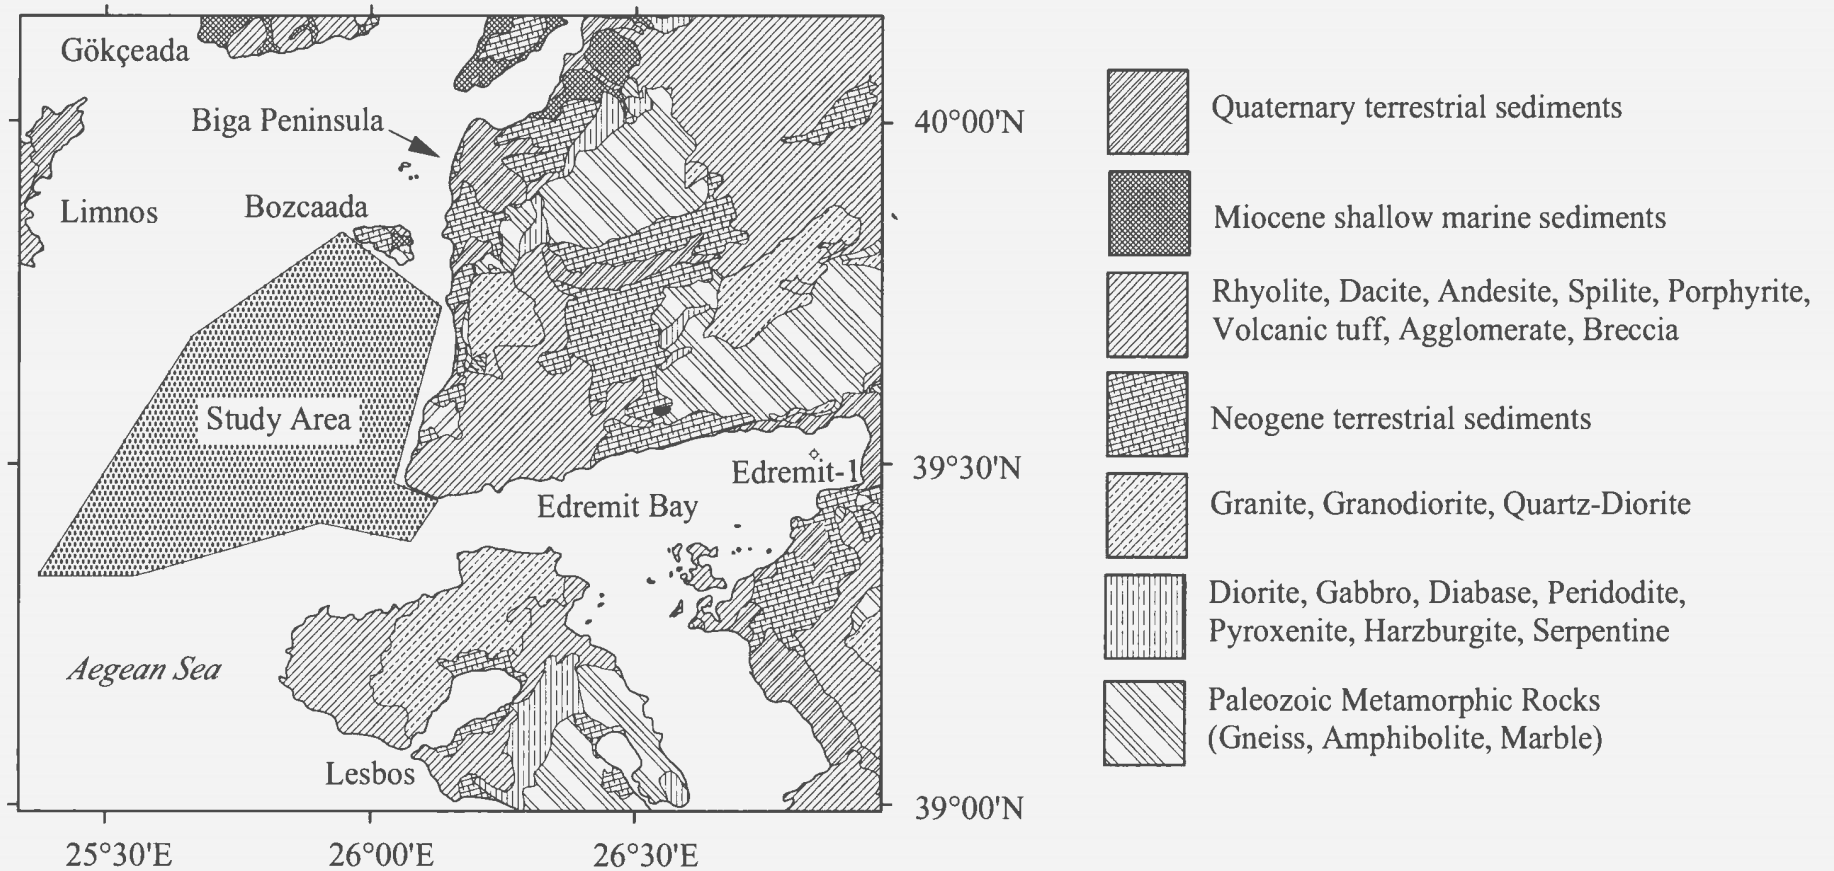 Gökçeada
Biga Peninsula
Limnos
Bozcaada
Study Area
Edremit-1
Edremit Bay
Aegean Sea
Lesbos
40°00'N
39°30'N
39°00'N
25°30'E
26°00'E
26°30'E
Quaternary terrestrial sediments
Miocene shallow marine sediments
Rhyolite, Dacite, Andesite, Spilite, Porphyrite,
Volcanic tuff, Agglomerate, Breccia
Neogene terrestrial sediments
Granite, Granodiorite, Quartz-Diorite
Diorite, Gabbro, Diabase, Peridodite,
Pyroxenite, Harzburgite, Serpentine
Paleozoic Metamorphic Rocks
(Gneiss, Amphibolite, Marble)